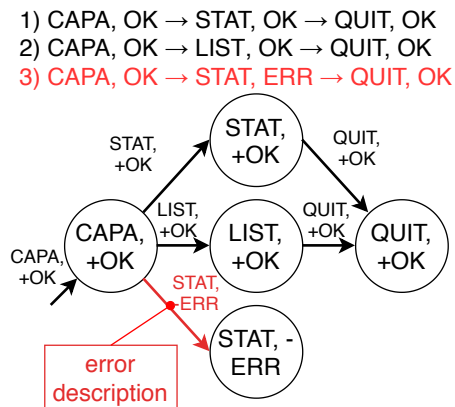 1) CAPA, OK → STAT, OK → QUIT, OK
2) CAPA, OK → LIST, OK → QUIT, OK
3) CAPA, OK → STAT, ERR → QUIT, OK
STAT,
+OK
STAT,
+OK
QUIT,
+OK
CAPA,
+OK
CAPA,
+OK
LIST,
+OK
LIST,
+OK
QUIT,
+OK
QUIT,
+OK
STAT,
-ERR
STAT, -
ERR
error
description